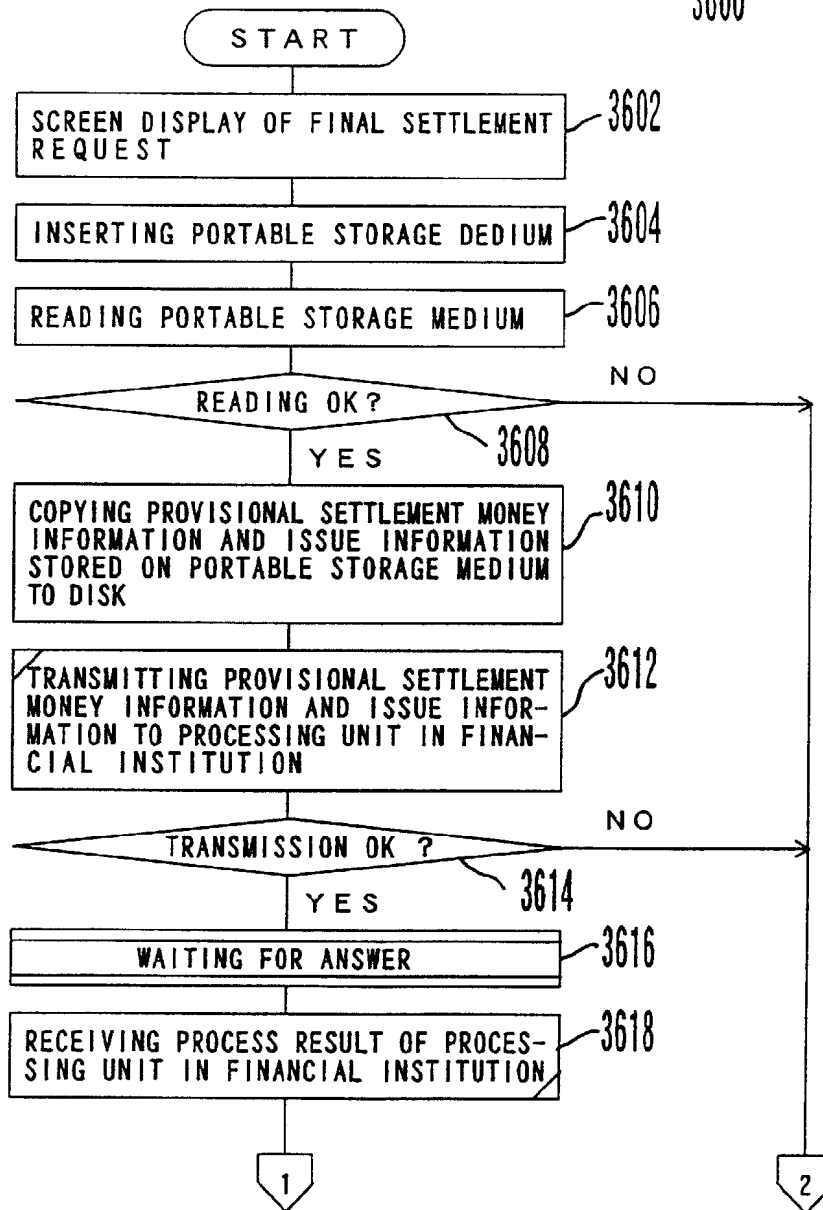 3600
START
SCREEN DISPLAY OF FINAL SETTLEMENT
REQUEST
3602
INSERTING PORTABLE STORAGE DEDIUM
3604
READING PORTABLE STORAGE MEDIUM
3606
READING OK?
NO
3608
YES
COPYING PROVISIONAL SETTLEMENT MONEY
INFORMATION AND ISSUE INFORMATION
STORED ON PORTABLE STORAGE MEDIUM
TO DISK
3610
TRANSMITTING PROVISIONAL SETTLEMENT
MONEY INFORMATION AND ISSUE INFOR-
MATION TO PROCESSING UNIT IN FINAN-
CIAL INSTITUTION
3612
TRANSMISSION OK ?
NO
3614
YES
WAITING FOR ANSWER
3616
RECEIVING PROCESS RESULT OF PROCES-
SING UNIT IN FINANCIAL INSTITUTION
3618
1
2